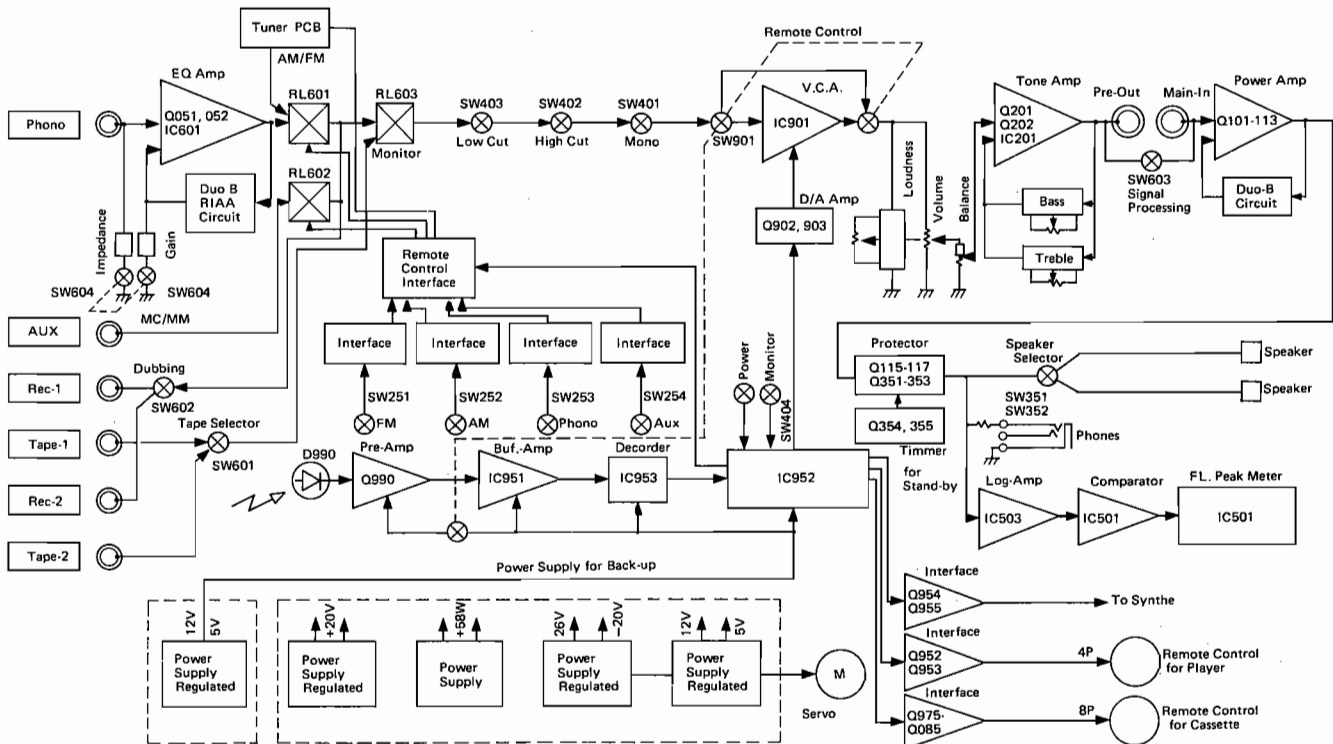 Tuner PCB
AM/FM
EQ Amp
Phono
Q051, 052
IC601
RL601
RL603
Monitor
SW403
Low Cut
SW402
High Cut
SW401
Mono
Remote Control
V.C.A.
SW901
IC901
Tone Amp
Q201
Q202
IC201
Pre-Out
Main-In
Power Amp
Q101-113
SW603
Signal
Processing
Duo-B
Circuit
Duo B
RIAA
Circuit
RL602
Impedance
Gain
SW604
SW604
MC/MM
Remote
Control
Interface
D/A Amp
Q902, 903
Loudness
Volume
Balance
Bass
Treble
AUX
Interface
Interface
Interface
Interface
SW251
FM
SW252
AM
SW253
Phono
SW254
Aux
Power
Monitor
SW404
Rec-1
Dubbing
SW602
Tape-1
Tape Selector
SW601
Rec-2
Tape-2
Protector
Q115-117
Q351-353
Q354, 355
Timmer
for
Stand-by
Speaker
Selector
SW351
SW352
Speaker
Speaker
Phones
D990
Pre-Amp
Q990
Buf.-Amp
IC951
Decorder
IC953
IC952
Log-Amp
IC503
Comparator
IC501
FL. Peak Meter
IC501
Power Supply for Back-up
12V
5V
Power
Supply
Regulated
+20V
Power
Supply
Regulated
+58W
Power
Supply
26V
-20V
Power
Supply
Regulated
12V
5V
Power
Supply
Regulated
M
Servo
Interface
Q954
Q955
To Synthe
Interface
Q952
Q953
4P
Remote Control
for Player
Interface
Q975-
Q085
8P
Remote Control
for Cassette